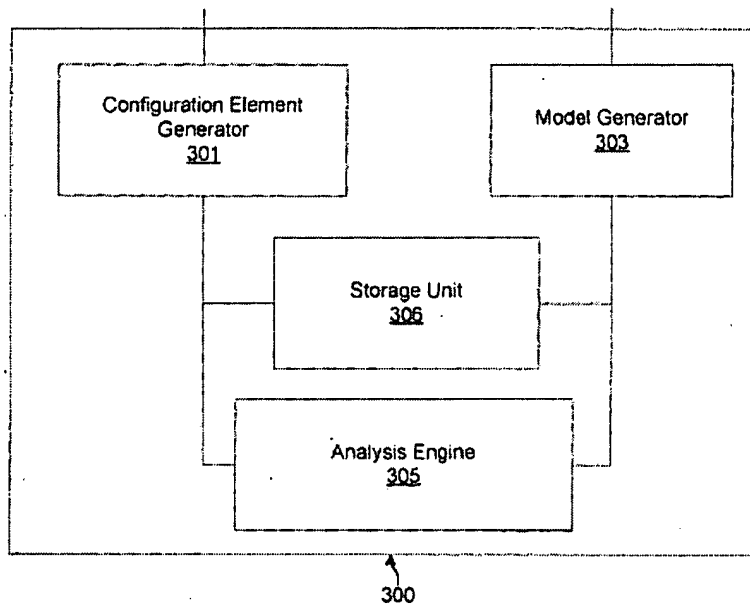 Configuration Element
Generator
301
Model Generator
303
Storage Unit
306
Analysis Engine
305
300